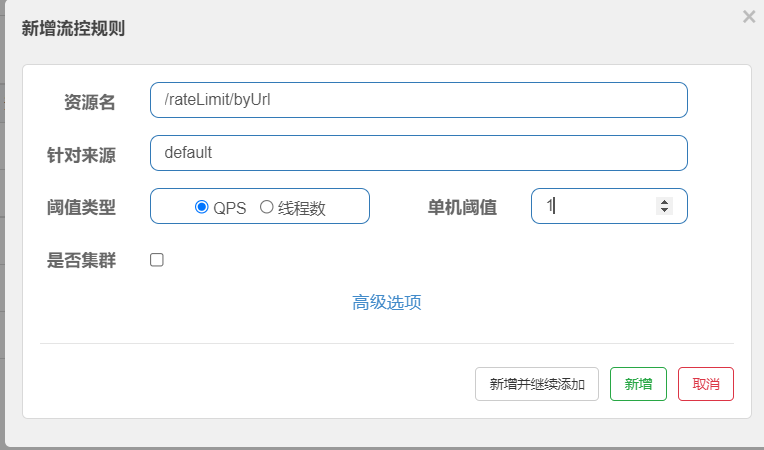 新增流控规则
×
资源名 /rateLimit/byUrl
针对来源 default
阈值类型 QPS 线程数 单机阈值 1
是否集群
高级选项
新增并继续添加 新增 取消